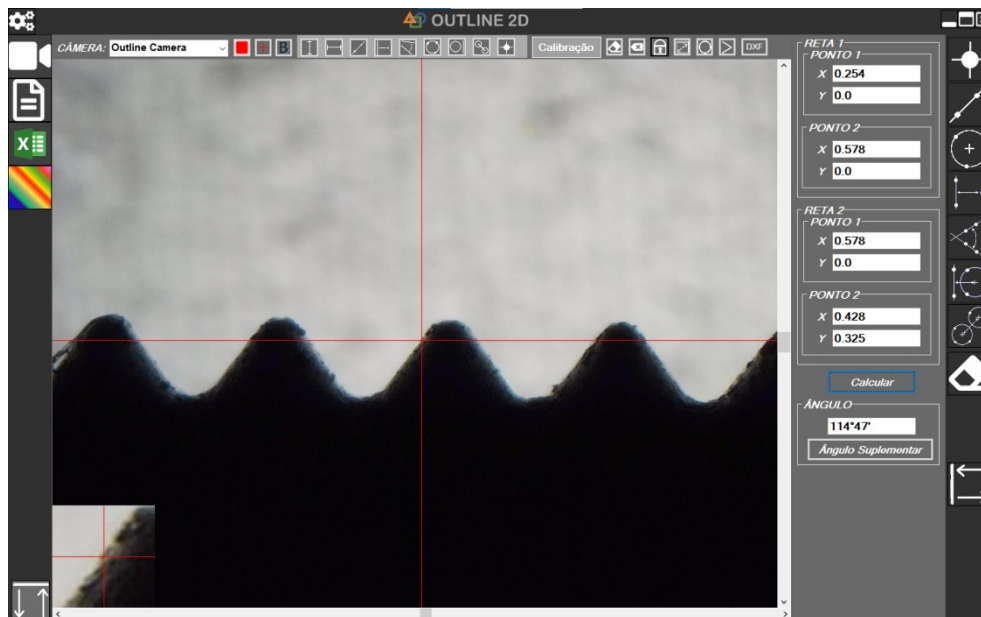 OUTLINE 2D
CÂMERA: Outline Camera B Calibração DXF
RETA 1
PONTO 1
X 0.254
Y 0.0
PONTO 2
X 0.578
Y 0.0
RETA 2
PONTO 1
X 0.578
Y 0.0
PONTO 2
X 0.428
Y 0.325
Calcular
ÂNGULO
114°47'
Ângulo Suplementar